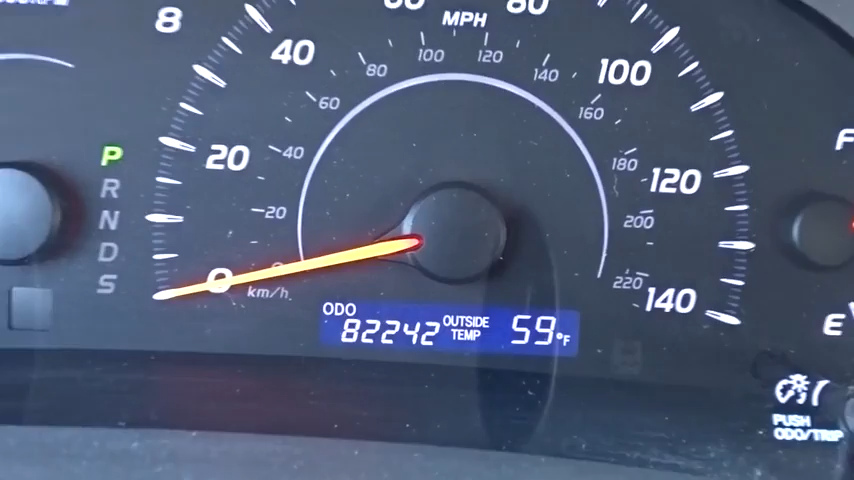 8
60
80
MPH
40
100
20
120
0
140
100
120
80
140
60
160
40
180
20
200
km/h
220
P
R
N
D
S
ODO
82242
OUTSIDE
TEMP
59°F
F
E
PUSH
ODO/TRIP